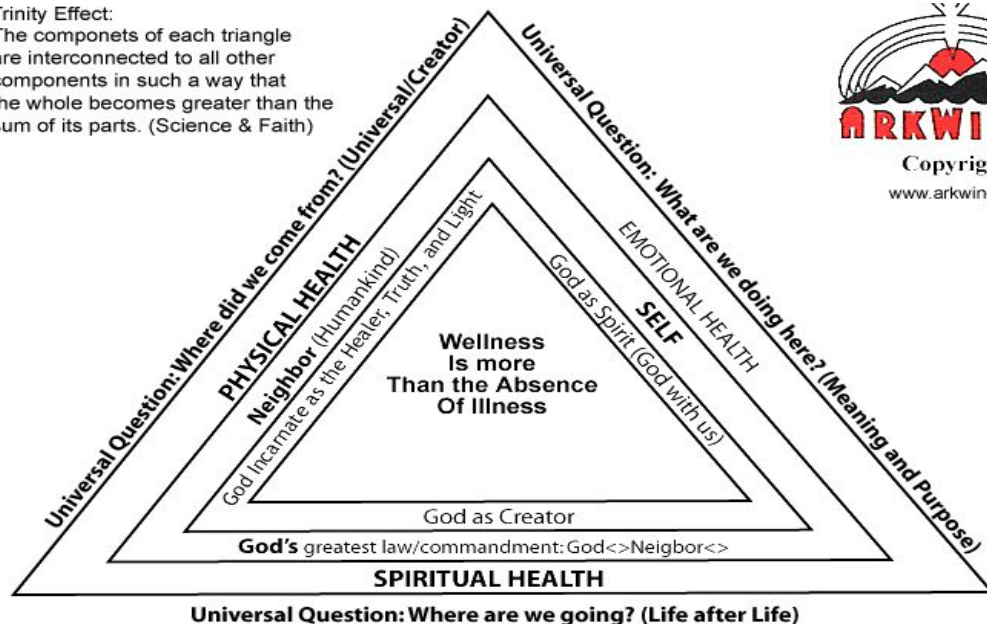 Trinity Effect:
The componets of each triangle
are interconnected to all other
components in such a way that
the whole becomes greater than the
sum of its parts. (Science & Faith)
Copyrig
www.arkwin
Universal Question: Where did we come from? (Universal/Creator)
Universal Question: What are we doing here? (Meaning and Purpose)
PHYSICAL HEALTH
EMOTIONAL HEALTH
Neighbor (Humankind)
SELF
God Incarnate as the Healer, Truth, and Light
God as Spirit (God with us)
Wellness
Is more
Than the Absence
Of Illness
God as Creator
God's greatest law/commandment: God<>Neigbor<>
SPIRITUAL HEALTH
Universal Question: Where are we going? (Life after Life)